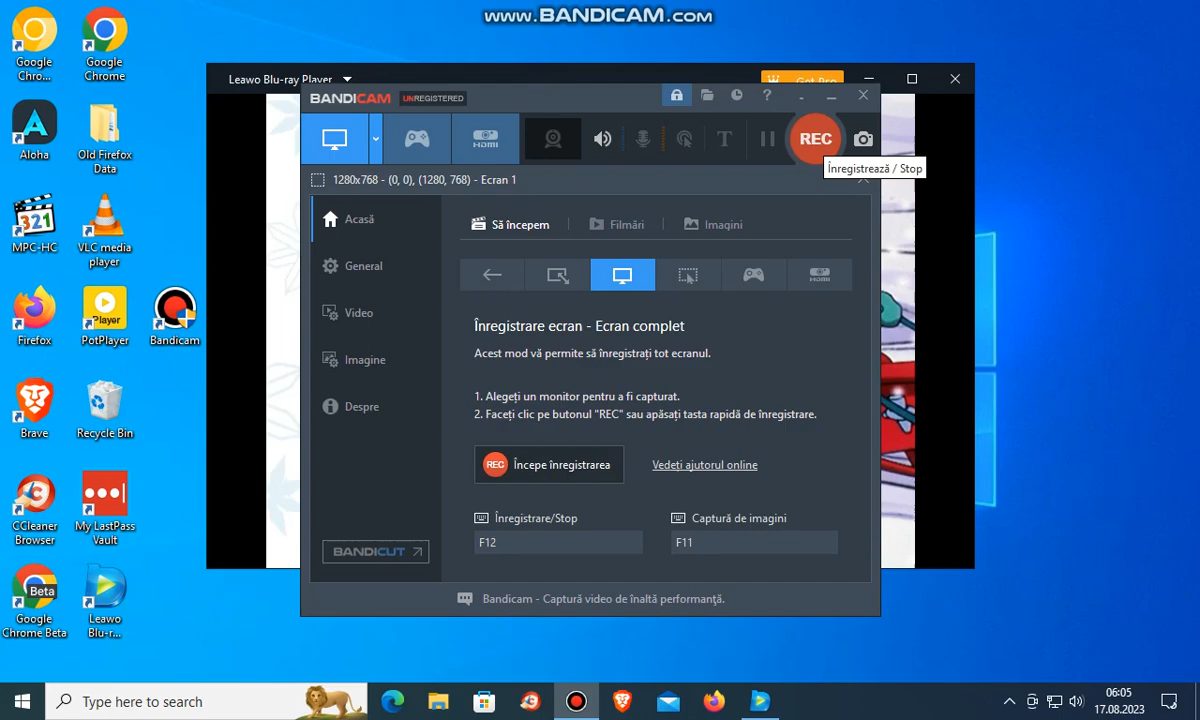 www.BANDICAM.com
Google
Chro...
Google
Chrome
Aloha
Old Firefox
Data
MPC-HC
VLC media
player
Firefox
Player
PotPlayer
Bandicam
Brave
Recycle Bin
CCleaner
Browser
My LastPass
Vault
Beta
Google
Chrome Beta
Leawo
Blu-r...
Leawo Blu-ray Player
Get Pro
BANDICAM UNREGISTERED
HDMI
T
REC
Înregistrează / Stop
1280x768 - (0, 0), (1280, 768) - Ecran 1
Acasă
General
Video
Imagine
Despre
BANDICUT
Să începem
Filmări
Imagini
HDMI
Înregistrare ecran - Ecran complet
Acest mod vă permite să înregistrați tot ecranul.
1. Alegeți un monitor pentru a fi capturat.
2. Faceți clic pe butonul "REC" sau apăsați tasta rapidă de înregistrare.
REC Începe înregistrarea
Vedeți ajutorul online
Înregistrare/Stop
Captură de imagini
F12
F11
Bandicam - Captură video de înaltă performanță.
Type here to search
06:05
17.08.2023